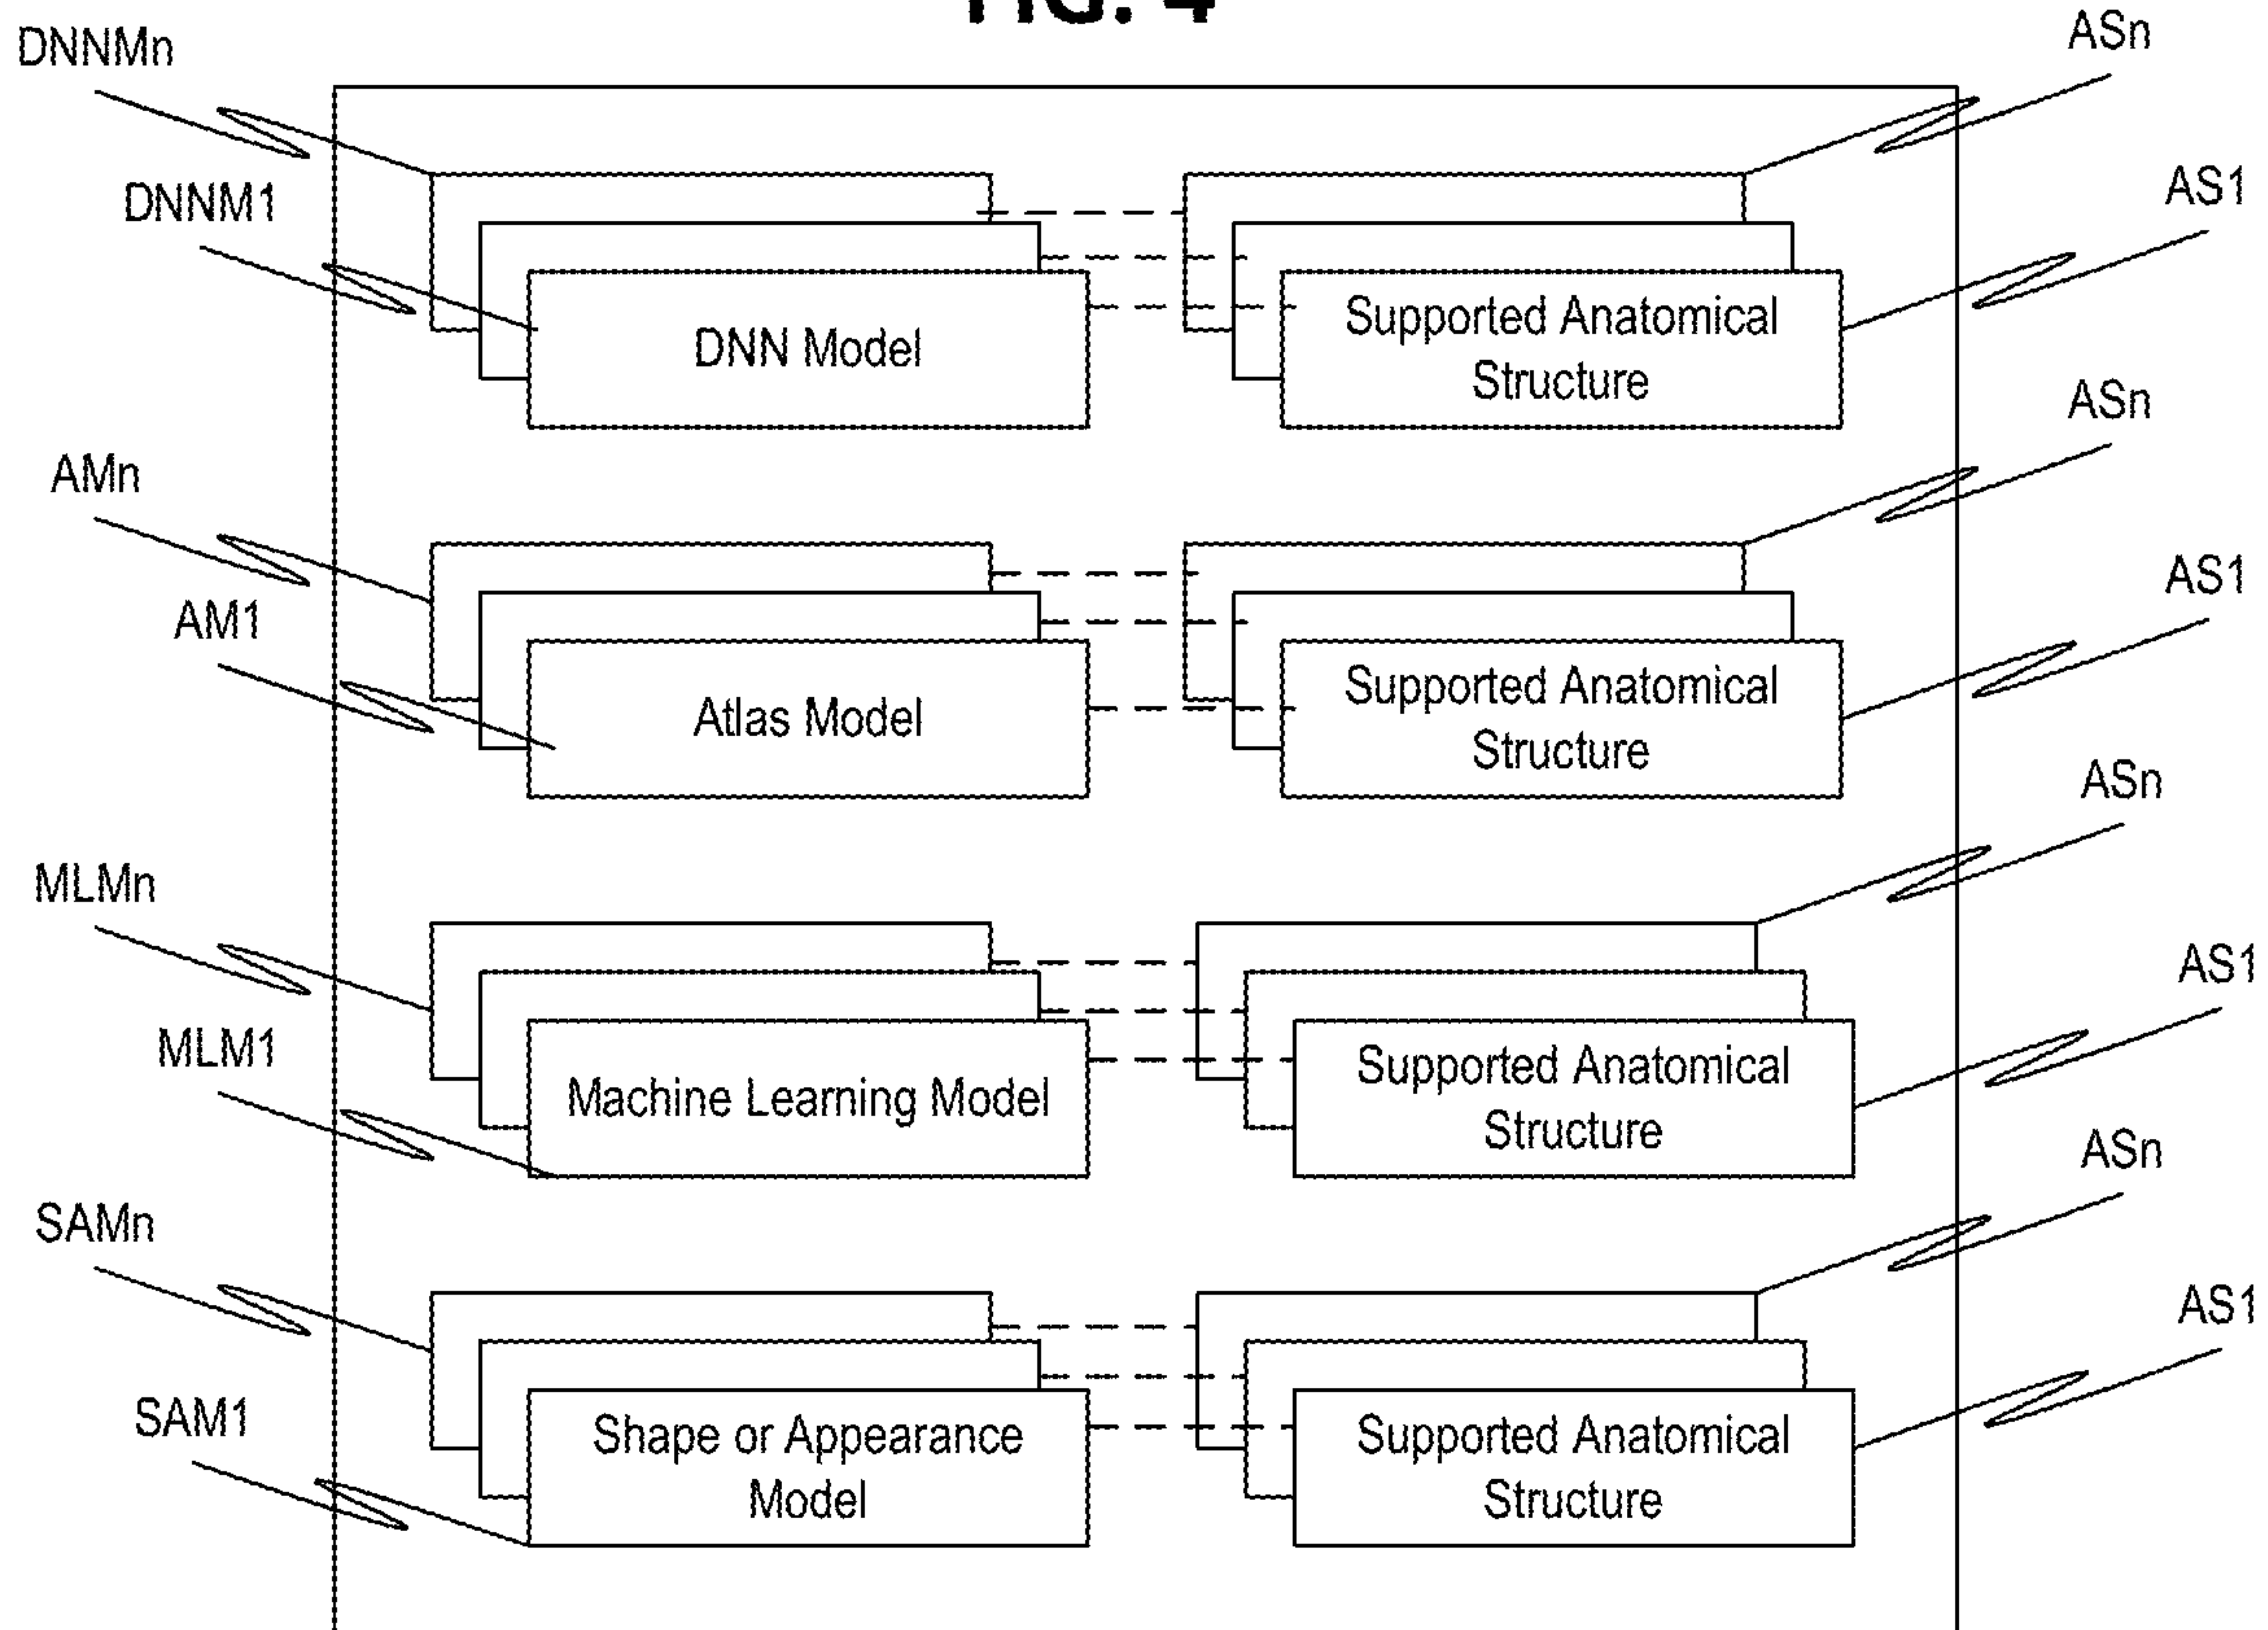 FIG. 4
DNNMn
ASn
DNNM1
AS1
DNN Model
Supported Anatomical
Structure
ASn
AMn
AS1
AM1
Atlas Model
Supported Anatomical
Structure
ASn
MLMn
AS1
MLM1
Machine Learning Model
Supported Anatomical
Structure
ASn
SAMn
AS1
SAM1
Shape or Appearance
Model
Supported Anatomical
Structure